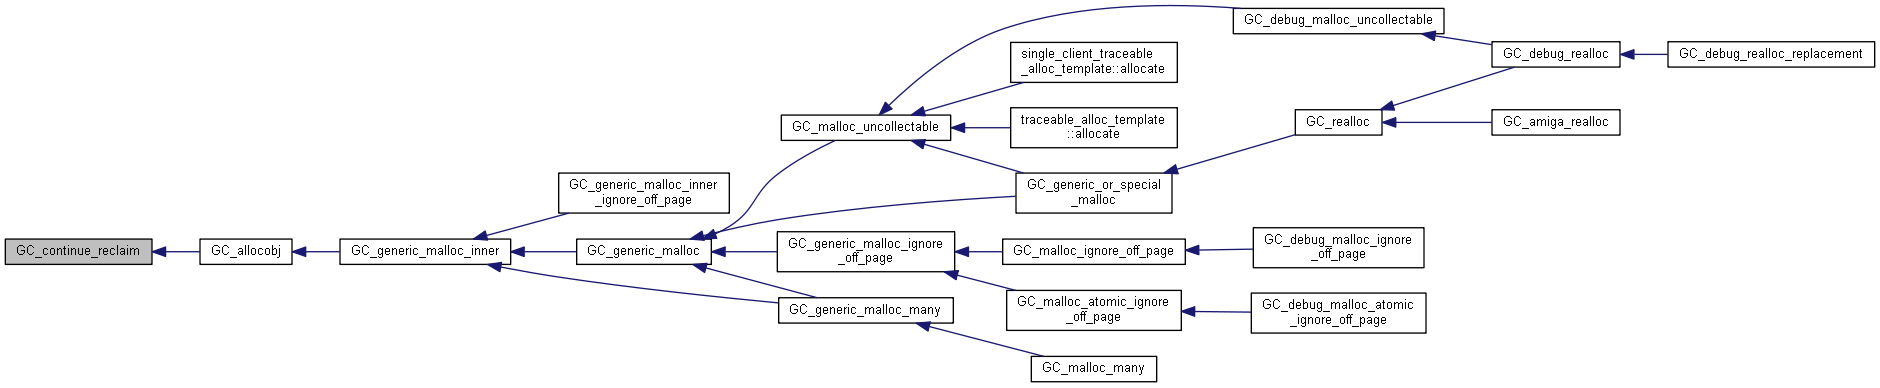 GC_debug_malloc_uncollectable
single_client_traceable
_alloc_template::allocate
GC_debug_realloc
GC_debug_realloc_replacement
GC_malloc_uncollectable
traceable_alloc_template
::allocate
GC_realloc
GC_amiga_realloc
GC_generic_malloc_inner
_ignore_off_page
GC_generic_or_special
_malloc
GC_continue_reclaim
GC_allocobj
GC_generic_malloc_inner
GC_generic_malloc
GC_generic_malloc_ignore
_off_page
GC_malloc_ignore_off_page
GC_debug_malloc_ignore
_off_page
GC_generic_malloc_many
GC_malloc_atomic_ignore
_off_page
GC_debug_malloc_atomic
_ignore_off_page
GC_malloc_many